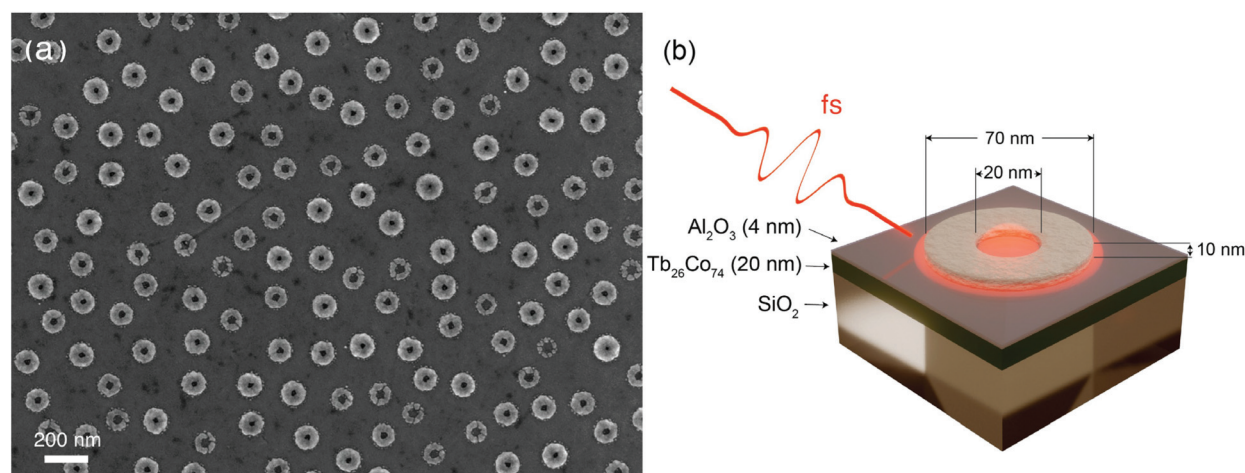 (a)
200 nm
(b)
fs
70 nm
20 nm
Al₂O₃ (4 nm)
10 nm
Tb₂₆Co₇₄ (20 nm)
SiO₂